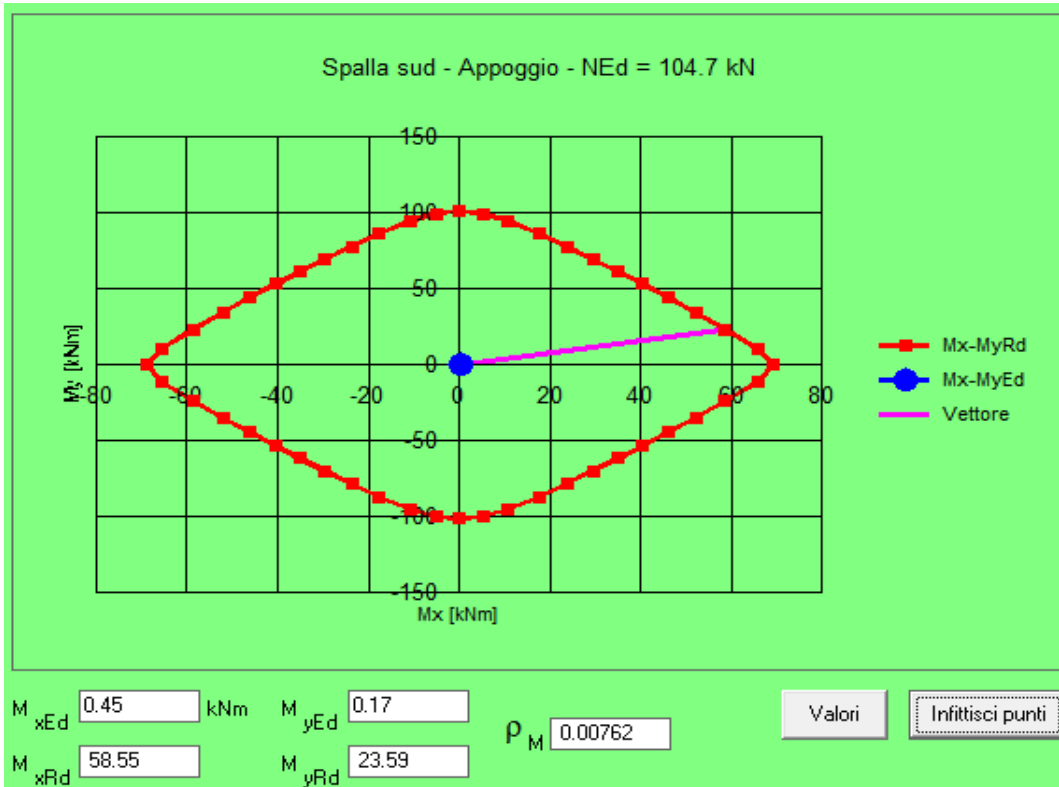 Spalla sud - Appoggio - NEd = 104.7 kN
150
100
50
0
-50
-100
-150
-80 -60 -40 -20 0 20 40 60 80
My [kNm]
Mx [kNm]
Mx-MyRd
Mx-MyEd
Vettore
M xEd 0.45 kNm M yEd 0.17
M xRd 58.55 M yRd 23.59
ρ M 0.00762
Valori
Infittisci punti